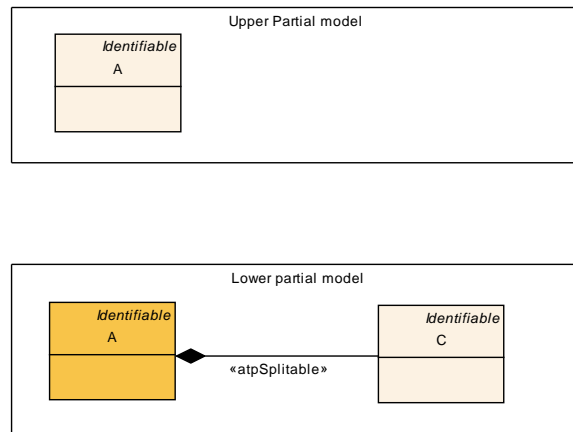 Upper Partial model
Identifiable
A
Lower partial model
Identifiable
A
Identifiable
C
«atpSplitable»